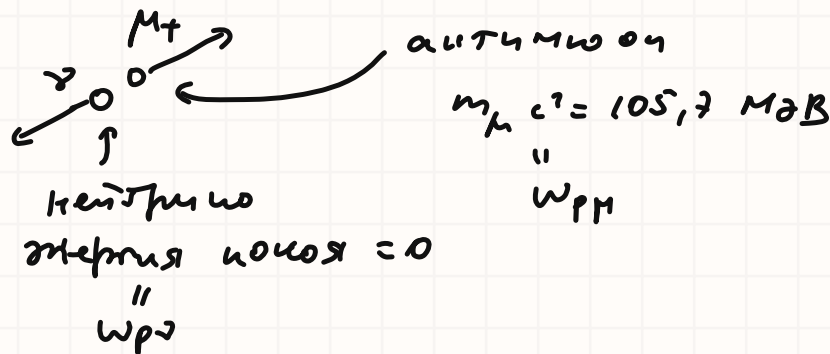 μ+
антимюон
ν
m_μ c² = 105,7 МэВ
"
нейтрино
W_pμ
энергия покоя = 0
"
W_pν